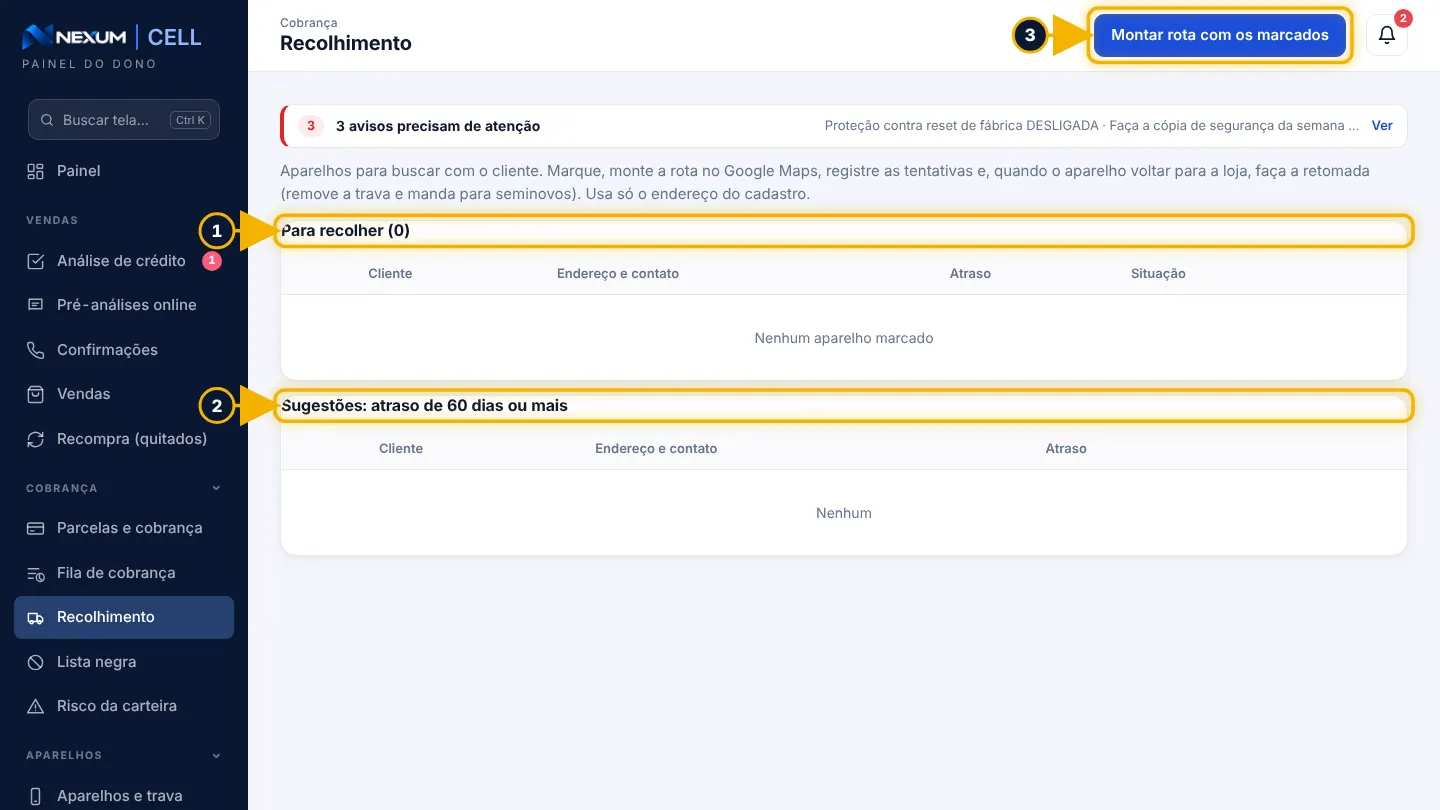 NEXUM | CELL
PAINEL DO DONO
Buscar tela... Ctrl K
Painel
VENDAS
Análise de crédito 1
Pré-análises online
Confirmações
Vendas
Recompra (quitados)
COBRANÇA
Parcelas e cobrança
Fila de cobrança
Recolhimento
Lista negra
Risco da carteira
APARELHOS
Aparelhos e trava
Cobrança
Recolhimento
3
Montar rota com os marcados
2
3 3 avisos precisam de atenção
Proteção contra reset de fábrica DESLIGADA · Faça a cópia de segurança da semana ... Ver
Aparelhos para buscar com o cliente. Marque, monte a rota no Google Maps, registre as tentativas e, quando o aparelho voltar para a loja, faça a retomada
(remove a trava e manda para seminovos). Usa só o endereço do cadastro.
1
Para recolher (0)
Cliente Endereço e contato Atraso Situação
Nenhum aparelho marcado
2
Sugestões: atraso de 60 dias ou mais
Cliente Endereço e contato Atraso
Nenhum